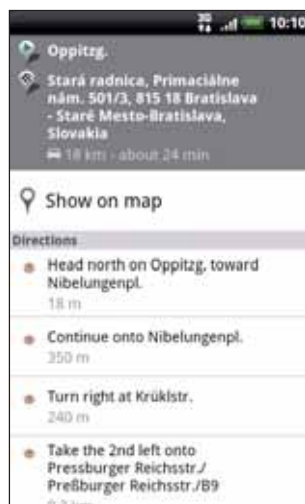 3G 10:10
Oppitzg.
Stará radnica, Primaciálne
nám. 501/3, 815 18 Bratislava
- Staré Mesto-Bratislava,
Slovakia
18 km - about 24 min
Show on map
Directions
Head north on Oppitzg. toward
Nibelungenpl.
18 m
Continue onto Nibelungenpl.
350 m
Turn right at Krüklstr.
240 m
Take the 2nd left onto
Pressburger Reichsstr./
Preßburger Reichsstr./B9